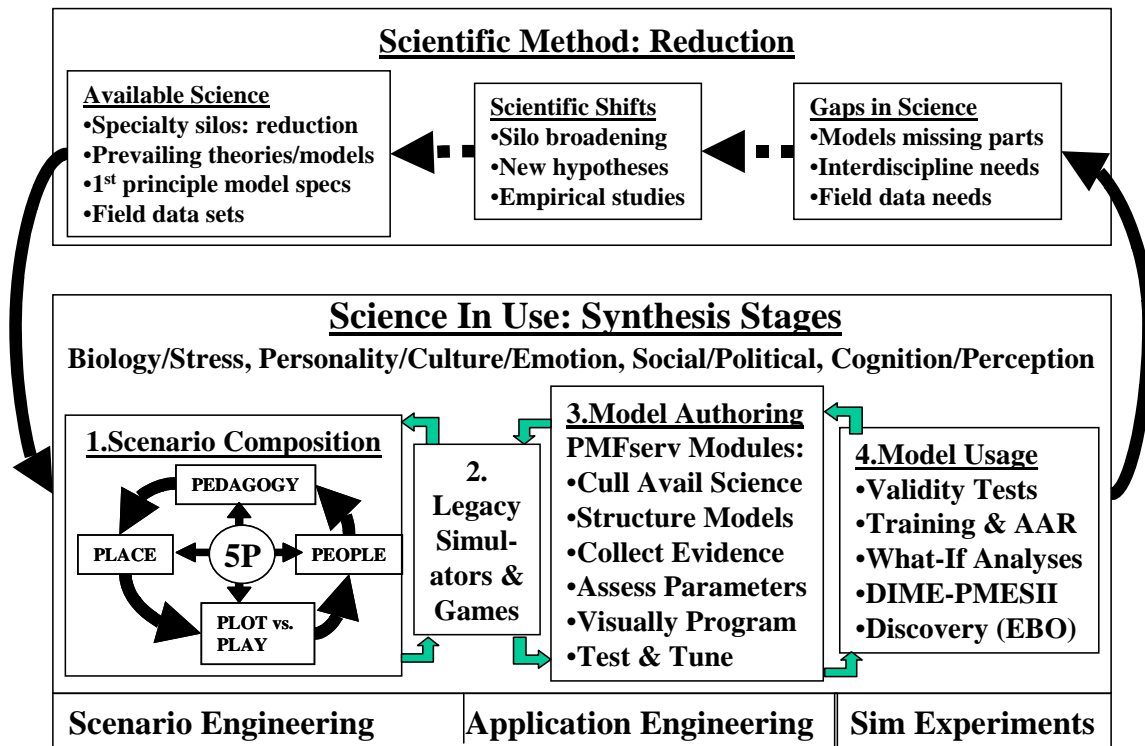 Scientific Method: Reduction
Available Science
•Specialty silos: reduction
•Prevailing theories/models
•1st principle model specs
•Field data sets
Scientific Shifts
•Silo broadening
•New hypotheses
•Empirical studies
Gaps in Science
•Models missing parts
•Interdiscipline needs
•Field data needs
Science In Use: Synthesis Stages
Biology/Stress, Personality/Culture/Emotion, Social/Political, Cognition/Perception
1.Scenario Composition
PEDAGOGY
PLACE
5P
PEOPLE
PLOT vs.
PLAY
2.
Legacy
Simul-
ators &
Games
3.Model Authoring
PMFserv Modules:
•Cull Avail Science
•Structure Models
•Collect Evidence
•Assess Parameters
•Visually Program
•Test & Tune
4.Model Usage
•Validity Tests
•Training & AAR
•What-If Analyses
•DIME-PMESII
•Discovery (EBO)
Scenario Engineering
Application Engineering
Sim Experiments